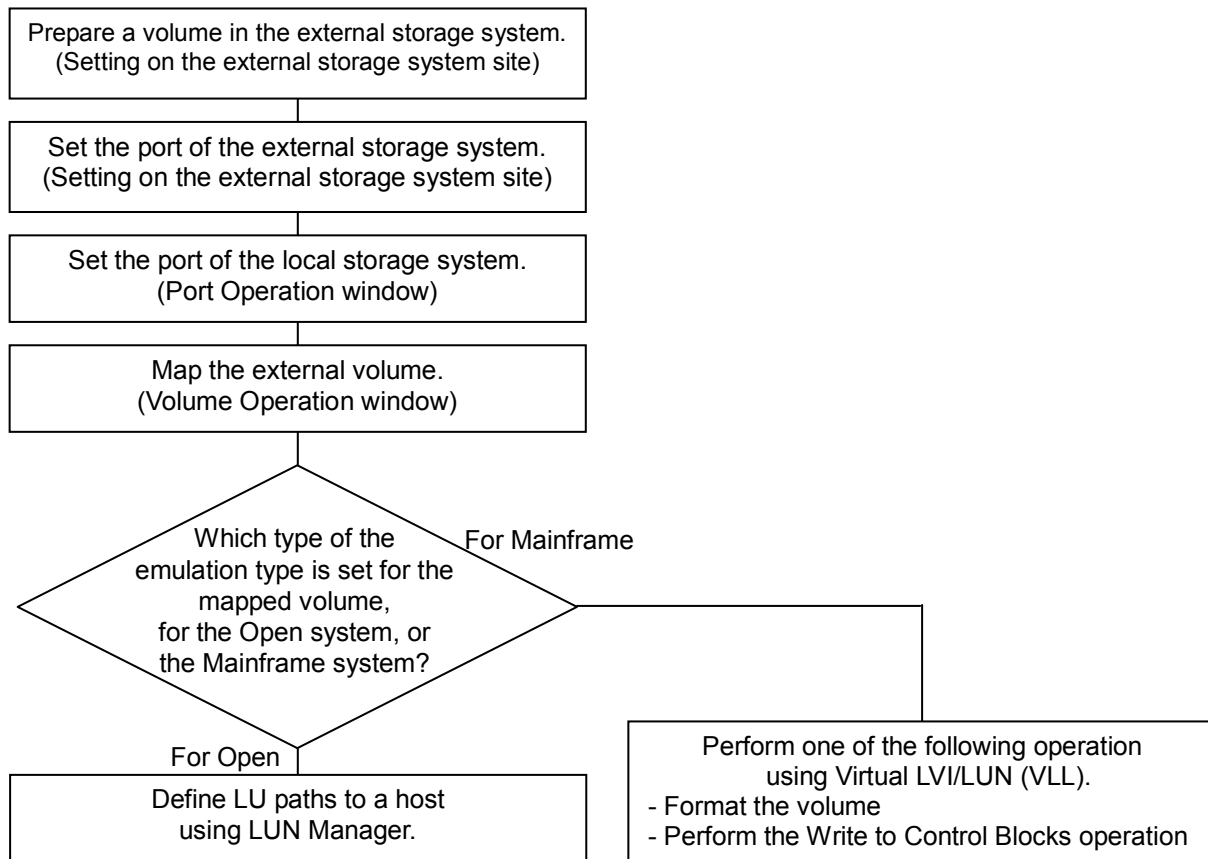 Prepare a volume in the external storage system.
(Setting on the external storage system site)
Set the port of the external storage system.
(Setting on the external storage system site)
Set the port of the local storage system.
(Port Operation window)
Map the external volume.
(Volume Operation window)
Which type of the
emulation type is set for the
mapped volume,
for the Open system, or
the Mainframe system?
For Mainframe
For Open
Define LU paths to a host
using LUN Manager.
Perform one of the following operation
using Virtual LVI/LUN (VLL).
- Format the volume
- Perform the Write to Control Blocks operation